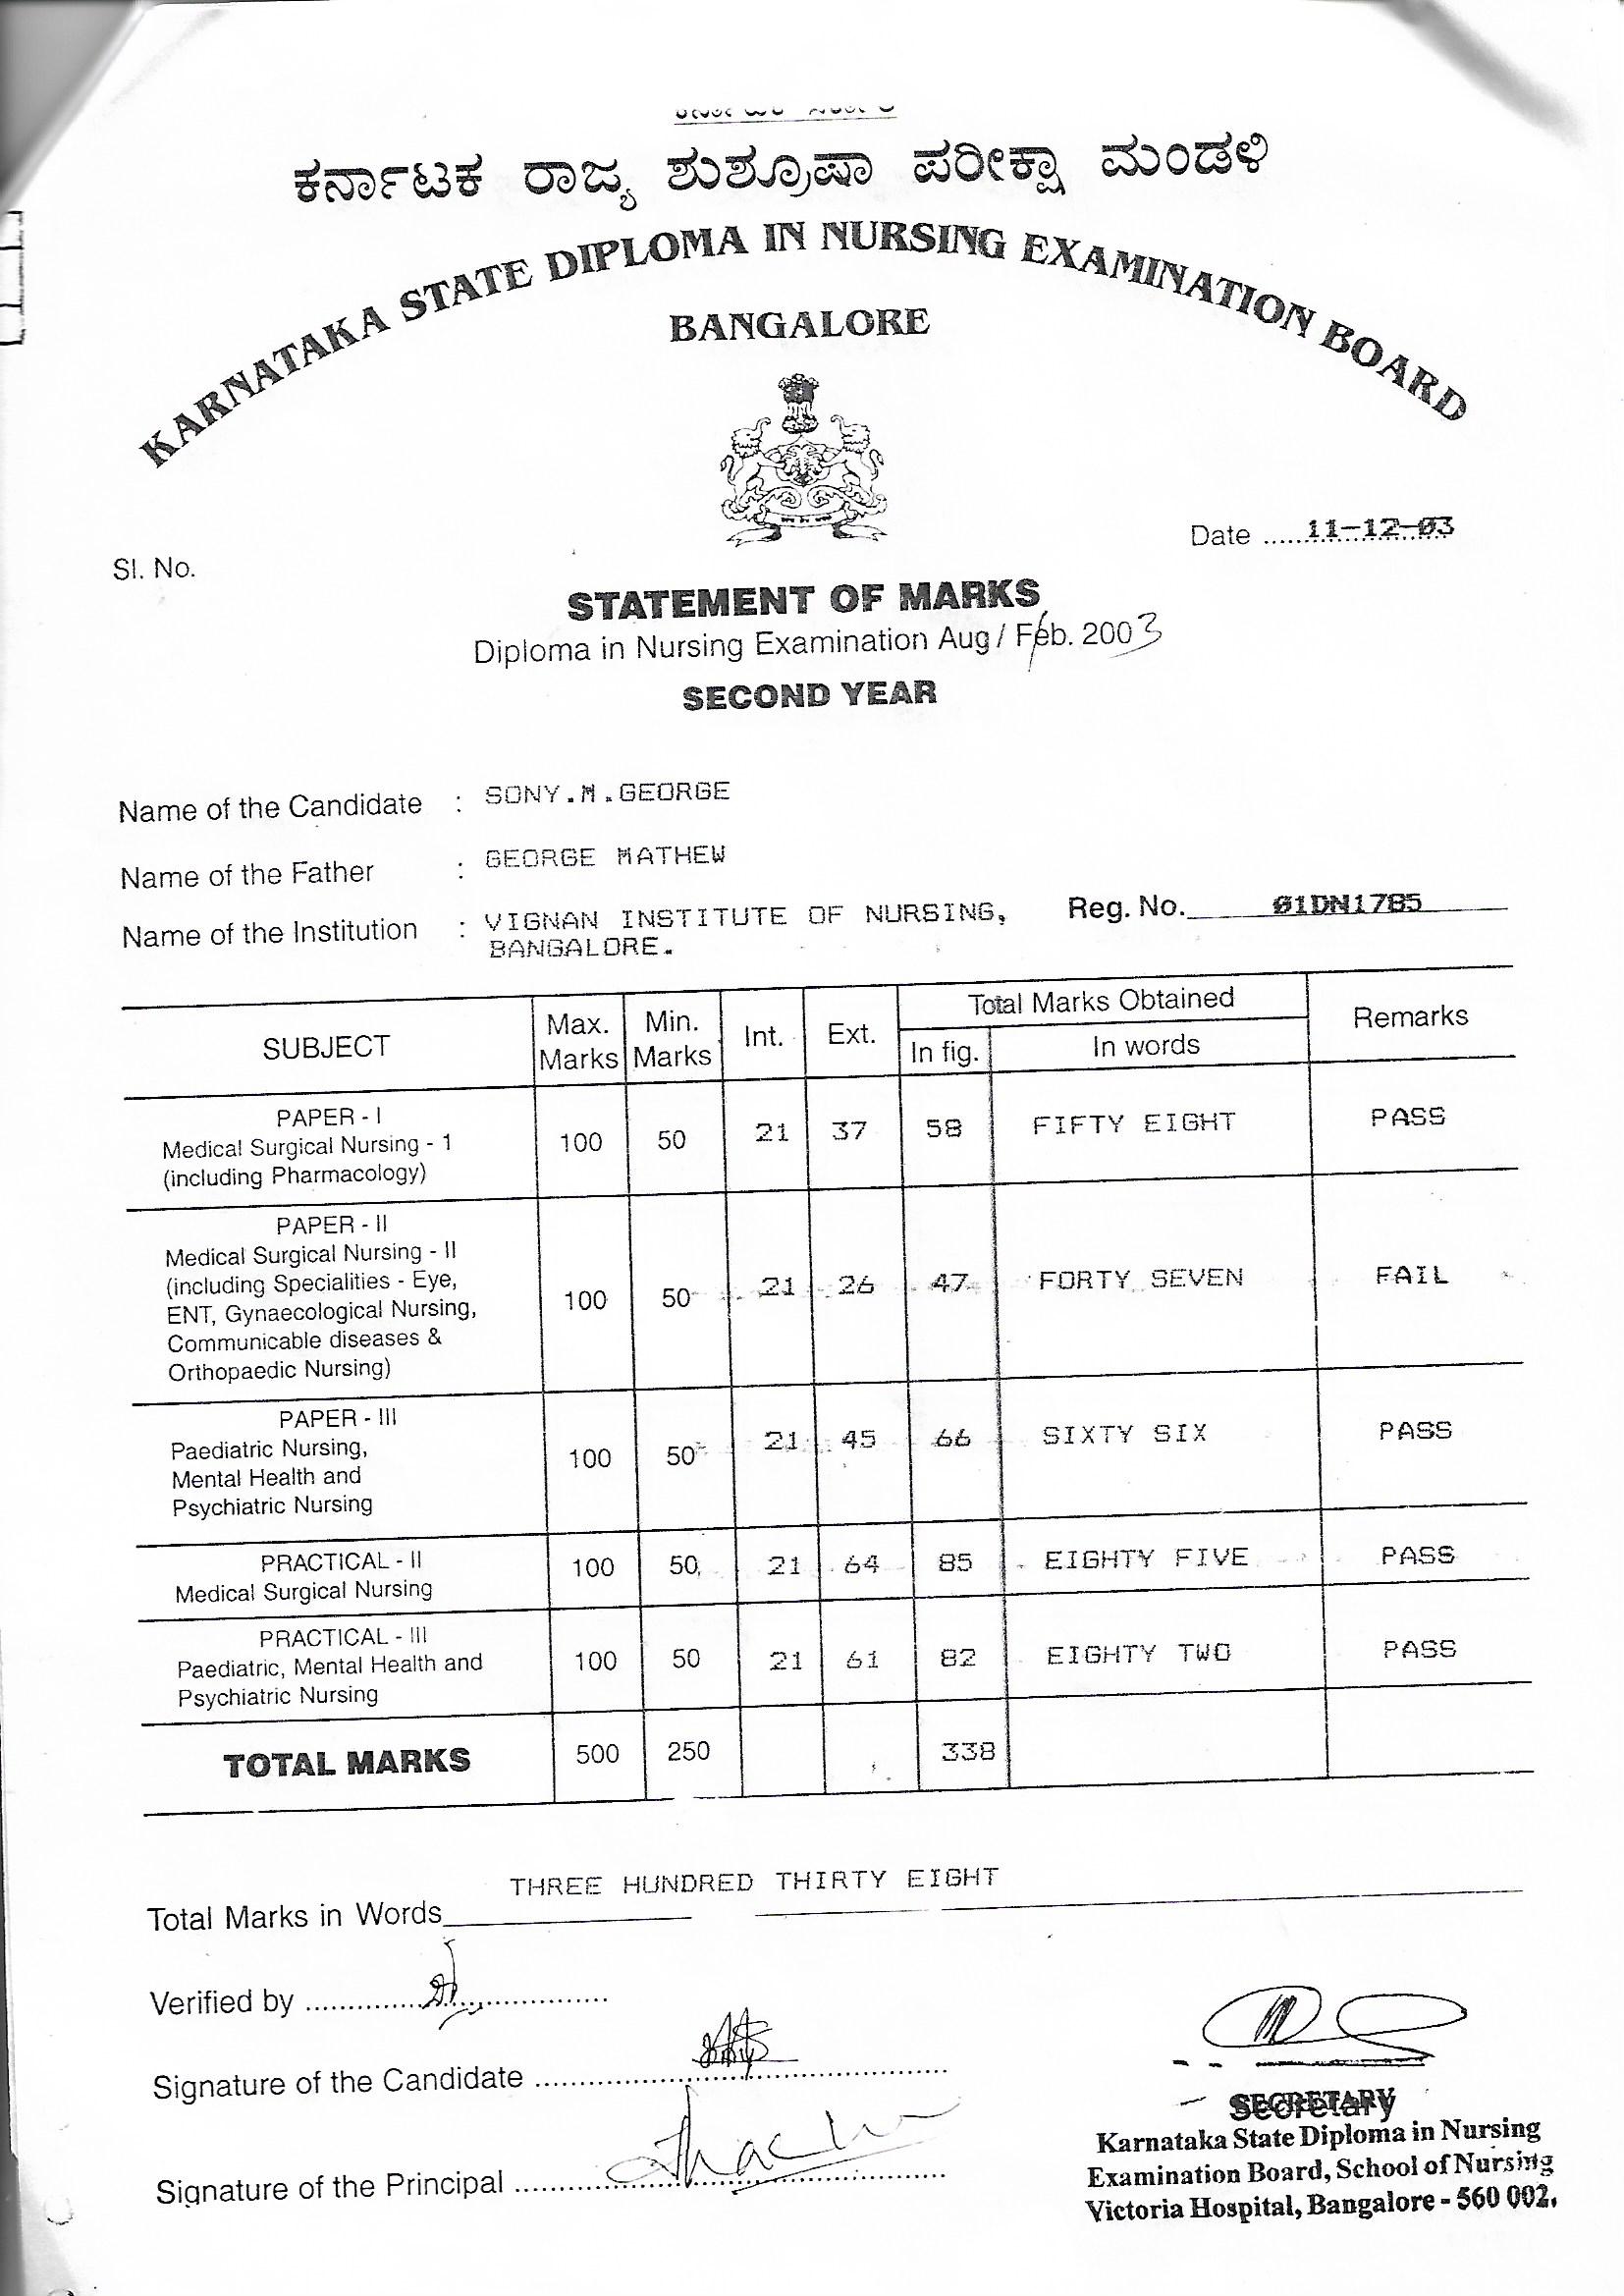 ಕರ್ನಾಟಕ ರಾಜ್ಯ ಶುಶ್ರೂಷಾ ಪರೀಕ್ಷಾ ಮಂಡಳಿ
KARNATAKA STATE DIPLOMA IN NURSING EXAMINATION BOARD
BANGALORE
Date ..... 11-12-03
Sl. No.
STATEMENT OF MARKS
Diploma in Nursing Examination Aug / Feb. 2003
SECOND YEAR
Name of the Candidate : SONY.M.GEORGE
Name of the Father : GEORGE MATHEW
Name of the Institution : VIGNAN INSTITUTE OF NURSING, Reg. No. 01DN1785
BANGALORE.
SUBJECT Max. Marks Min. Marks Int. Ext. Total Marks Obtained Remarks
In fig. In words
PAPER - I
Medical Surgical Nursing - 1 100 50 21 37 58 FIFTY EIGHT PASS
(including Pharmacology)
PAPER - II
Medical Surgical Nursing - II
(including Specialities - Eye, 100 50 21 26 47 FORTY SEVEN FAIL
ENT, Gynaecological Nursing,
Communicable diseases &
Orthopaedic Nursing)
PAPER - III
Paediatric Nursing, 100 50 21 45 66 SIXTY SIX PASS
Mental Health and
Psychiatric Nursing
PRACTICAL - II 100 50 21 64 85 EIGHTY FIVE PASS
Medical Surgical Nursing
PRACTICAL - III
Paediatric, Mental Health and 100 50 21 61 82 EIGHTY TWO PASS
Psychiatric Nursing
TOTAL MARKS 500 250 338
Total Marks in Words THREE HUNDRED THIRTY EIGHT
Verified by
Signature of the Candidate
Signature of the Principal
SECRETARY
Secretary
Karnataka State Diploma in Nursing
Examination Board, School of Nursing
Victoria Hospital, Bangalore - 560 002.